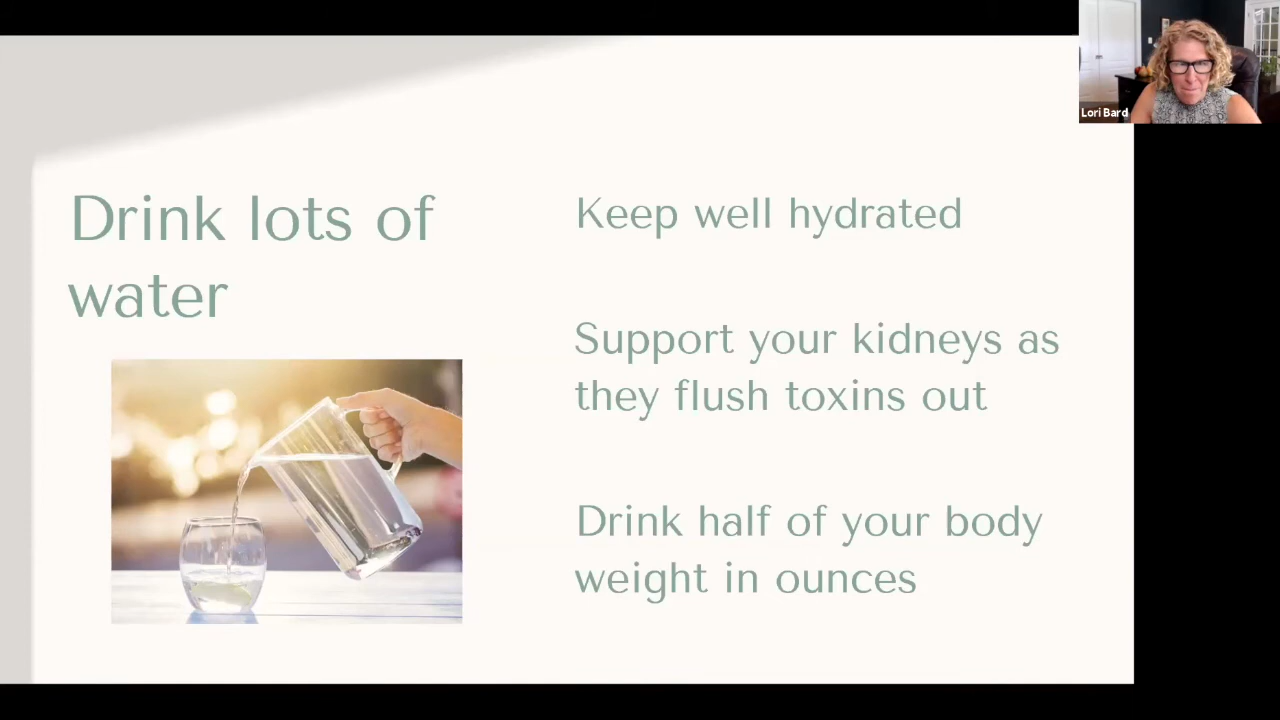 Lori Bard
Drink lots of
water
Keep well hydrated
Support your kidneys as
they flush toxins out
Drink half of your body
weight in ounces